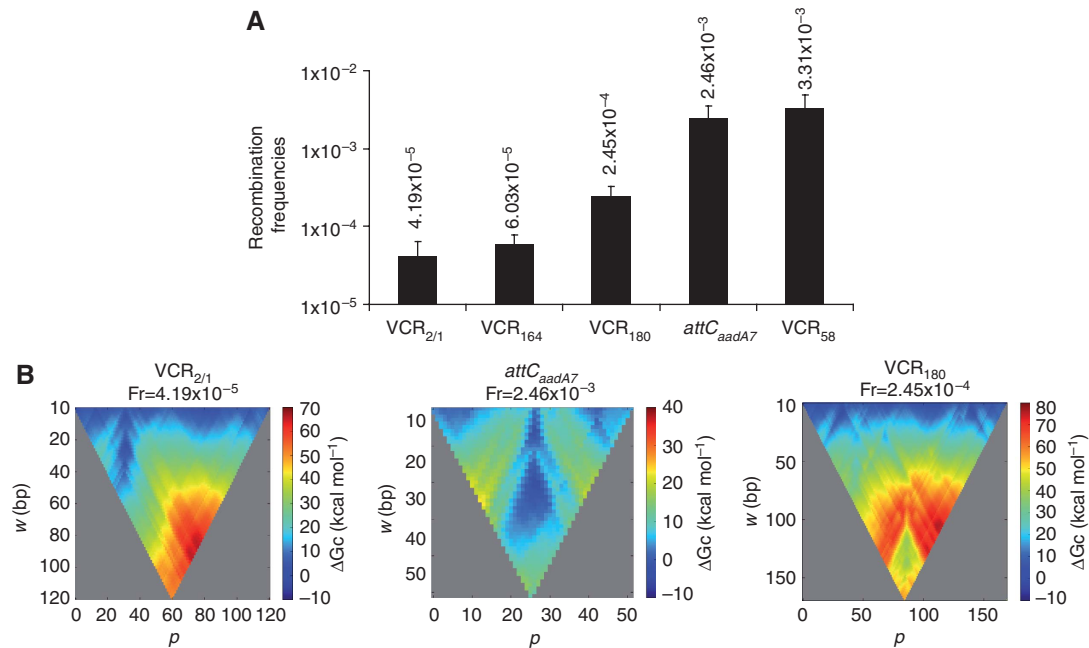 A
Recombination
frequencies
1x10⁻²
1x10⁻³
1x10⁻⁴
1x10⁻⁵
4.19x10⁻⁵
6.03x10⁻⁵
2.45x10⁻⁴
2.46x10⁻³
3.31x10⁻³
VCR₂/₁
VCR₁₆₄
VCR₁₈₀
attC_aadA7
VCR₅₈
B
VCR₂/₁
Fr=4.19x10⁻⁵
w (bp)
10
20
40
60
80
100
120
0 20 40 60 80 100 120
p
70
60
50
40
30
20
10
0
−10
ΔGc (kcal mol⁻¹)
attC_aadA7
Fr=2.46x10⁻³
w (bp)
10
20
30
40
50
0 10 20 30 40 50
p
40
30
20
10
0
−10
ΔGc (kcal mol⁻¹)
VCR₁₈₀
Fr=2.45x10⁻⁴
w (bp)
10
50
100
150
0 50 100 150
p
80
70
60
50
40
30
20
10
0
−10
ΔGc (kcal mol⁻¹)